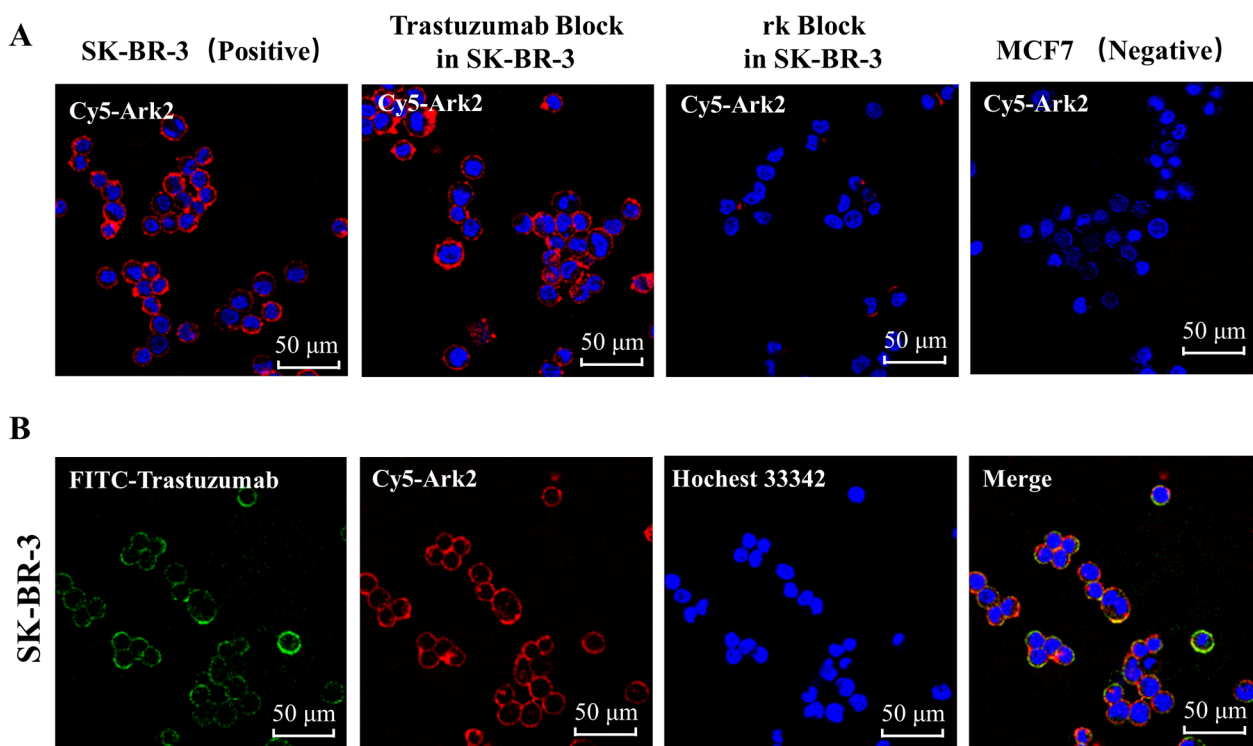 A
SK-BR-3 (Positive)
Trastuzumab Block
in SK-BR-3
rk Block
in SK-BR-3
MCF7 (Negative)
Cy5-Ark2
Cy5-Ark2
Cy5-Ark2
Cy5-Ark2
50 μm
50 μm
50 μm
50 μm
B
SK-BR-3
FITC-Trastuzumab
Cy5-Ark2
Hochest 33342
Merge
50 μm
50 μm
50 μm
50 μm